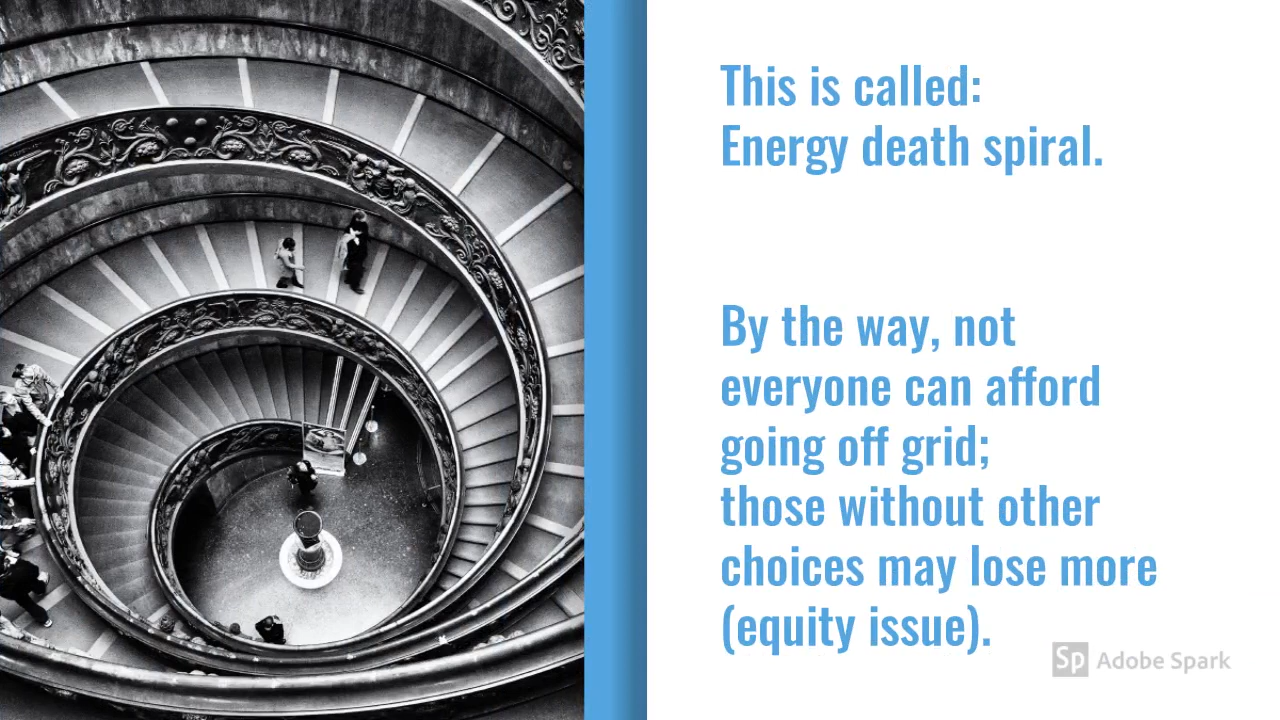 This is called:
Energy death spiral.
By the way, not
everyone can afford
going off grid;
those without other
choices may lose more
(equity issue).
Sp Adobe Spark